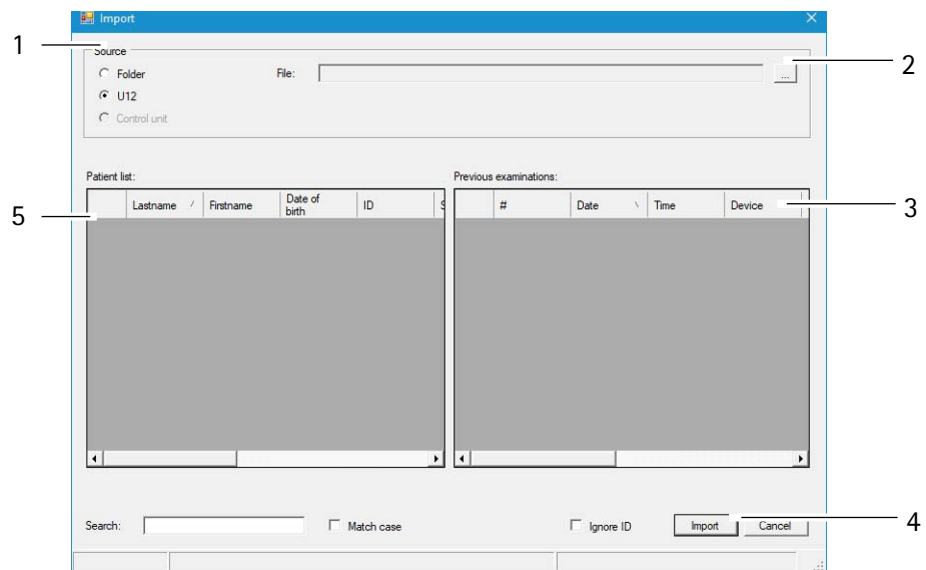 Import
1
Source
2
Folder
File:
...
U12
Control unit
Patient list:
Previous examinations:
Lastname
Firstname
Date of
birth
ID
S
#
Date
Time
Device
5
3
Search:
Match case
Ignore ID
Import
Cancel
4